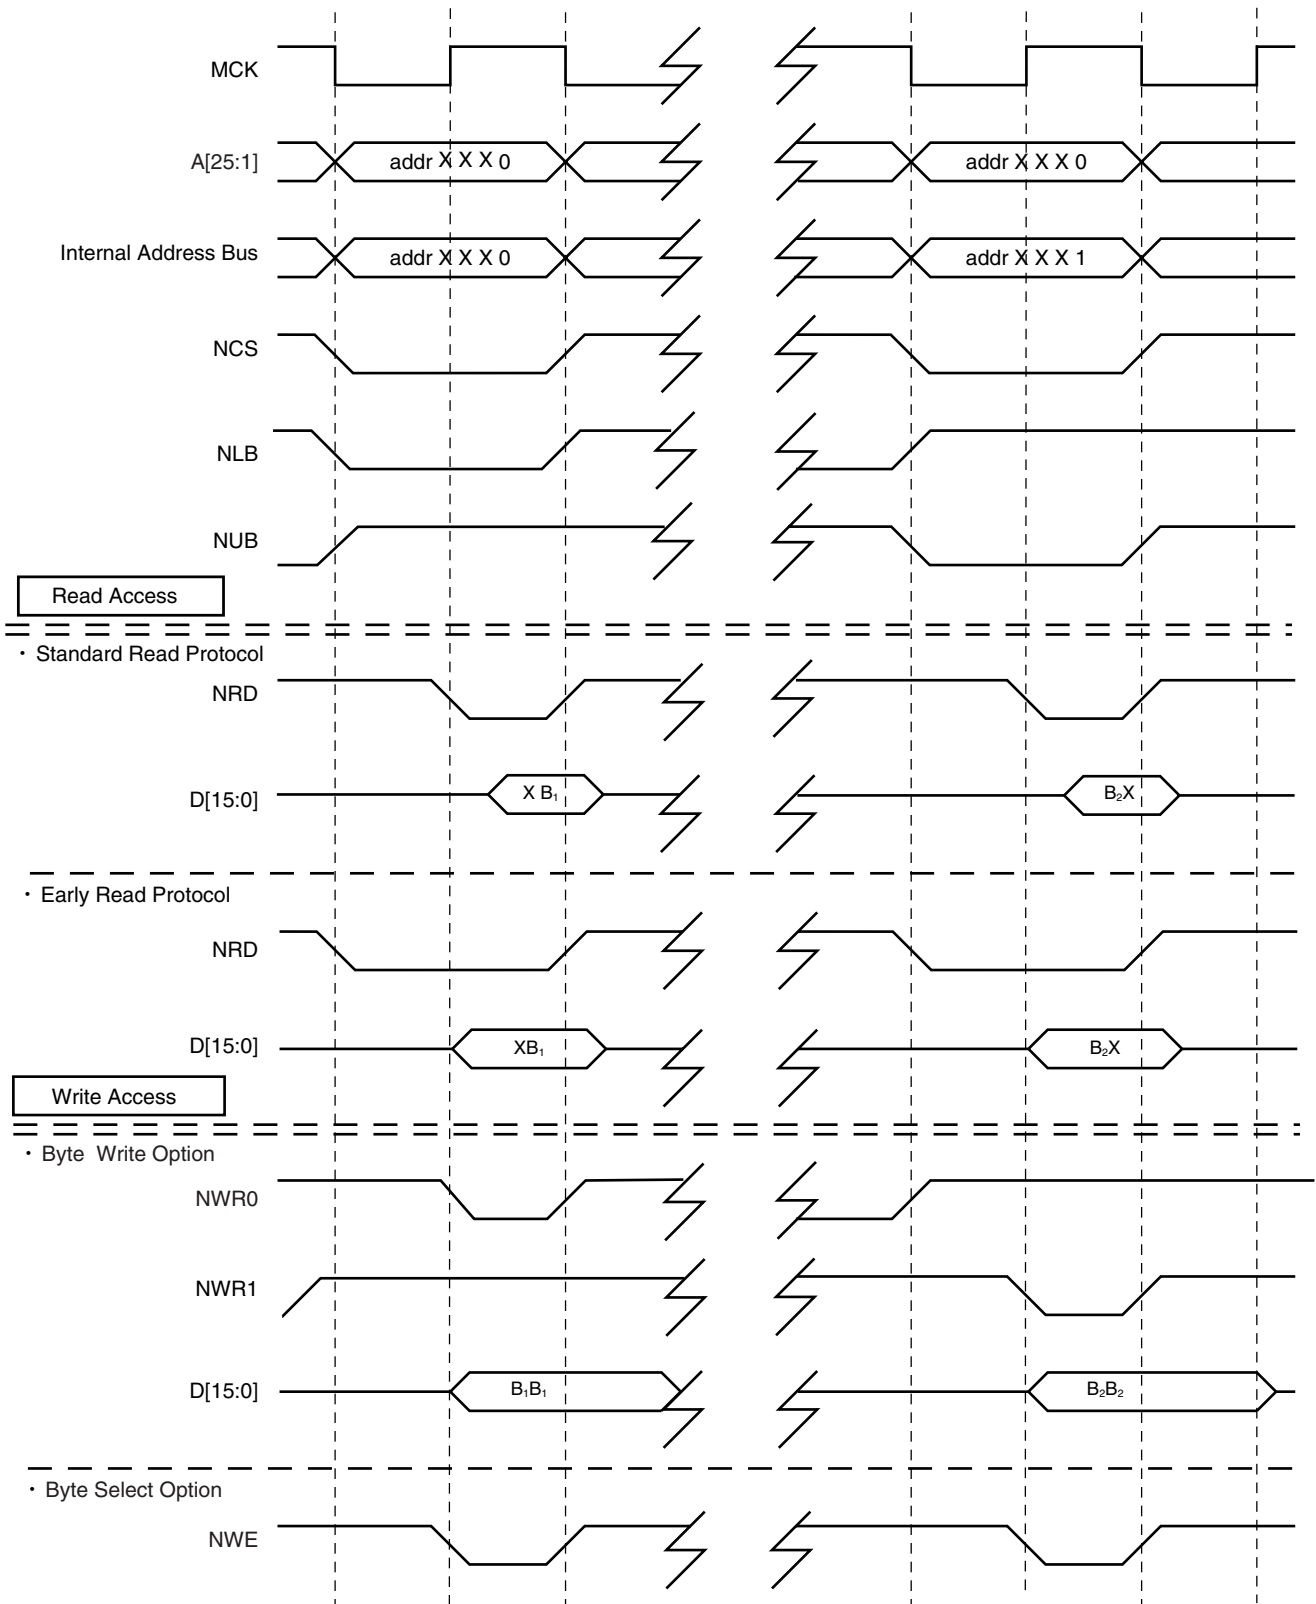 MCK
A[25:1] addr X X X 0 addr X X X 0
Internal Address Bus addr X X X 0 addr X X X 1
NCS
NLB
NUB
Read Access
· Standard Read Protocol
NRD
D[15:0] X B₁ B₂X
· Early Read Protocol
NRD
D[15:0] XB₁ B₂X
Write Access
· Byte Write Option
NWR0
NWR1
D[15:0] B₁B₁ B₂B₂
· Byte Select Option
NWE